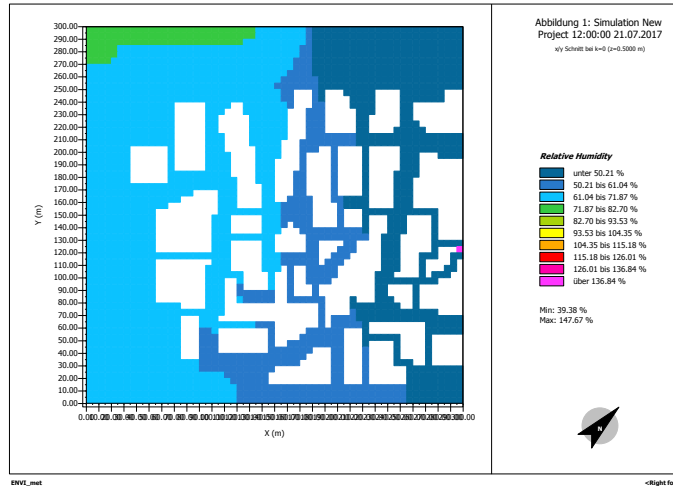 Abbildung 1: Simulation New
Project 12:00:00 21.07.2017
x/y Schnitt bei k=0 (z=0.5000 m)
300.00
290.00
280.00
270.00
260.00
250.00
240.00
230.00
220.00
210.00
200.00
190.00
180.00
170.00
160.00
150.00
140.00
130.00
120.00
110.00
100.00
90.00
80.00
70.00
60.00
50.00
40.00
30.00
20.00
10.00
0.00
Y (m)
X (m)
Relative Humidity
unter 50.21 %
50.21 bis 61.04 %
61.04 bis 71.87 %
71.87 bis 82.70 %
82.70 bis 93.53 %
93.53 bis 104.35 %
104.35 bis 115.18 %
115.18 bis 126.01 %
126.01 bis 136.84 %
über 136.84 %
Min: 39.38 %
Max: 147.67 %
N
ENVI_met
<Right fo